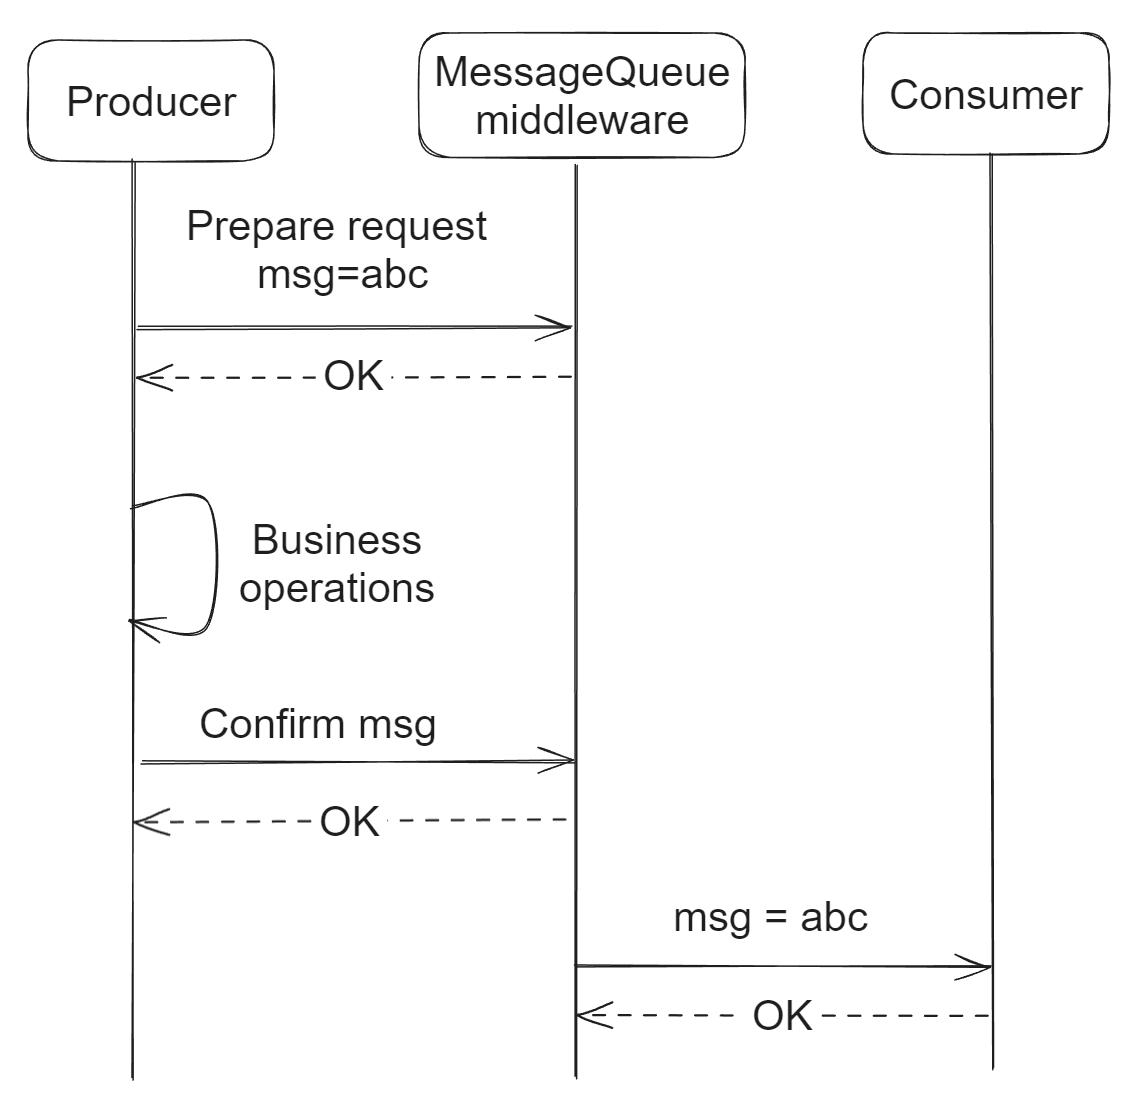 Producer
MessageQueue
middleware
Consumer
Prepare request
msg=abc
OK
Business
operations
Confirm msg
OK
msg = abc
OK